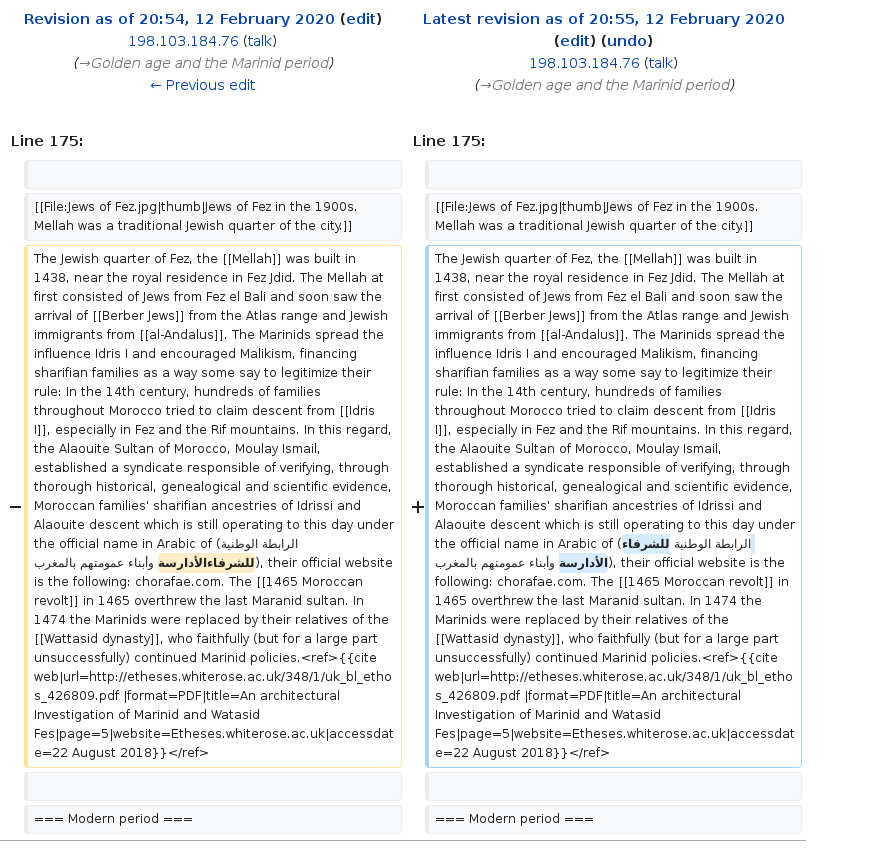 Revision as of 20:54, 12 February 2020 (edit)
198.103.184.76 (talk)
(→Golden age and the Marinid period)
← Previous edit
Latest revision as of 20:55, 12 February 2020
(edit) (undo)
198.103.184.76 (talk)
(→Golden age and the Marinid period)
Line 175:
Line 175:
[[File:Jews of Fez.jpg|thumb|Jews of Fez in the 1900s.
Mellah was a traditional Jewish quarter of the city.]]
[[File:Jews of Fez.jpg|thumb|Jews of Fez in the 1900s.
Mellah was a traditional Jewish quarter of the city.]]
−
The Jewish quarter of Fez, the [[Mellah]] was built in
1438, near the royal residence in Fez Jdid. The Mellah at
first consisted of Jews from Fez el Bali and soon saw the
arrival of [[Berber Jews]] from the Atlas range and Jewish
immigrants from [[al-Andalus]]. The Marinids spread the
influence Idris I and encouraged Malikism, financing
sharifian families as a way some say to legitimize their
rule: In the 14th century, hundreds of families
throughout Morocco tried to claim descent from [[Idris
I]], especially in Fez and the Rif mountains. In this regard,
the Alaouite Sultan of Morocco, Moulay Ismail,
established a syndicate responsible of verifying, through
thorough historical, genealogical and scientific evidence,
Moroccan families' sharifian ancestries of Idrissi and
Alaouite descent which is still operating to this day under
the official name in Arabic of (الرابطة الوطنية
للشرفاءالأدارسة وأبناء عمومتهم بالمغرب), their official website
is the following: chorafae.com. The [[1465 Moroccan
revolt]] in 1465 overthrew the last Maranid sultan. In
1474 the Marinids were replaced by their relatives of the
[[Wattasid dynasty]], who faithfully (but for a large part
unsuccessfully) continued Marinid policies.<ref>{{cite
web|url=http://etheses.whiterose.ac.uk/348/1/uk_bl_etho
s_426809.pdf |format=PDF|title=An architectural
Investigation of Marinid and Watasid
Fes|page=5|website=Etheses.whiterose.ac.uk|accessdat
e=22 August 2018}}</ref>
+
The Jewish quarter of Fez, the [[Mellah]] was built in
1438, near the royal residence in Fez Jdid. The Mellah at
first consisted of Jews from Fez el Bali and soon saw the
arrival of [[Berber Jews]] from the Atlas range and Jewish
immigrants from [[al-Andalus]]. The Marinids spread the
influence Idris I and encouraged Malikism, financing
sharifian families as a way some say to legitimize their
rule: In the 14th century, hundreds of families
throughout Morocco tried to claim descent from [[Idris
I]], especially in Fez and the Rif mountains. In this regard,
the Alaouite Sultan of Morocco, Moulay Ismail,
established a syndicate responsible of verifying, through
thorough historical, genealogical and scientific evidence,
Moroccan families' sharifian ancestries of Idrissi and
Alaouite descent which is still operating to this day under
the official name in Arabic of (الرابطة الوطنية للشرفاء
الأدارسة وأبناء عمومتهم بالمغرب), their official website is the
following: chorafae.com. The [[1465 Moroccan revolt]] in
1465 overthrew the last Maranid sultan. In 1474 the
Marinids were replaced by their relatives of the
[[Wattasid dynasty]], who faithfully (but for a large part
unsuccessfully) continued Marinid policies.<ref>{{cite
web|url=http://etheses.whiterose.ac.uk/348/1/uk_bl_etho
s_426809.pdf |format=PDF|title=An architectural
Investigation of Marinid and Watasid
Fes|page=5|website=Etheses.whiterose.ac.uk|accessdat
e=22 August 2018}}</ref>
=== Modern period ===
=== Modern period ===